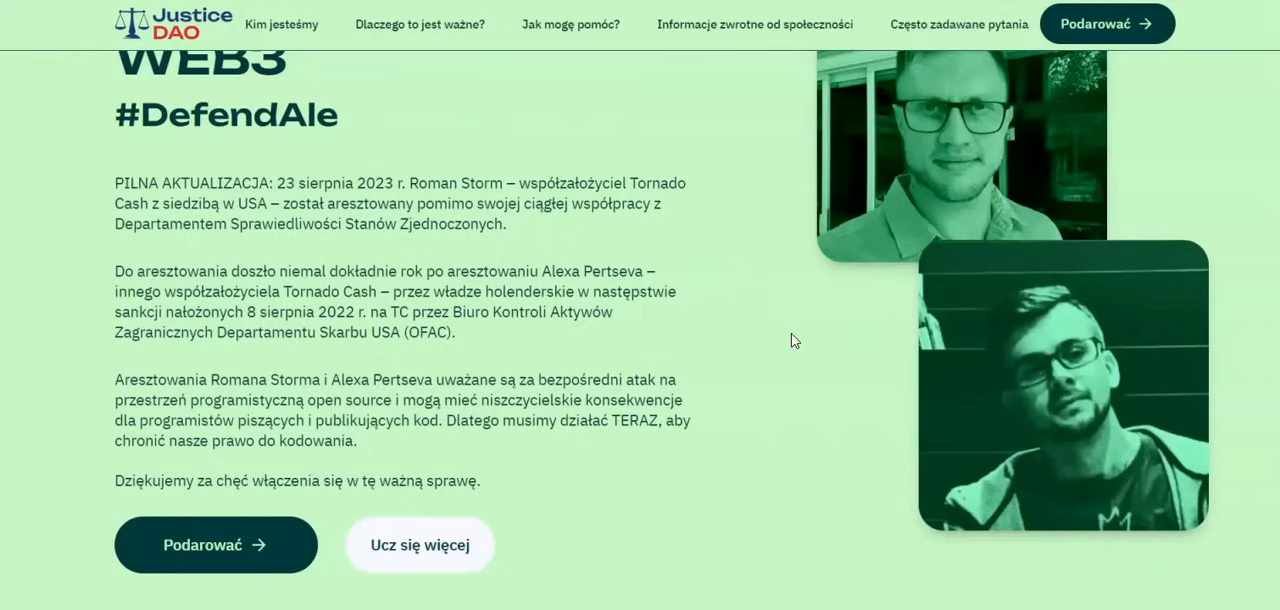 Justice
DAO
Kim jesteśmy
Dlaczego to jest ważne?
Jak mogę pomóc?
Informacje zwrotne od społeczności
Często zadawane pytania
Podarować
WEB3
#DefendAle
PILNA AKTUALIZACJA: 23 sierpnia 2023 r. Roman Storm – współzałożyciel Tornado
Cash z siedzibą w USA – został aresztowany pomimo swojej ciągłej współpracy z
Departamentem Sprawiedliwości Stanów Zjednoczonych.
Do aresztowania doszło niemal dokładnie rok po aresztowaniu Alexa Pertseva –
innego współzałożyciela Tornado Cash – przez władze holenderskie w następstwie
sankcji nałożonych 8 sierpnia 2022 r. na TC przez Biuro Kontroli Aktywów
Zagranicznych Departamentu Skarbu USA (OFAC).
Aresztowania Romana Storma i Alexa Pertseva uważane są za bezpośredni atak na
przestrzeń programistyczną open source i mogą mieć niszczycielskie konsekwencje
dla programistów piszących i publikujących kod. Dlatego musimy działać TERAZ, aby
chronić nasze prawo do kodowania.
Dziękujemy za chęć włączenia się w tę ważną sprawę.
Podarować
Ucz się więcej